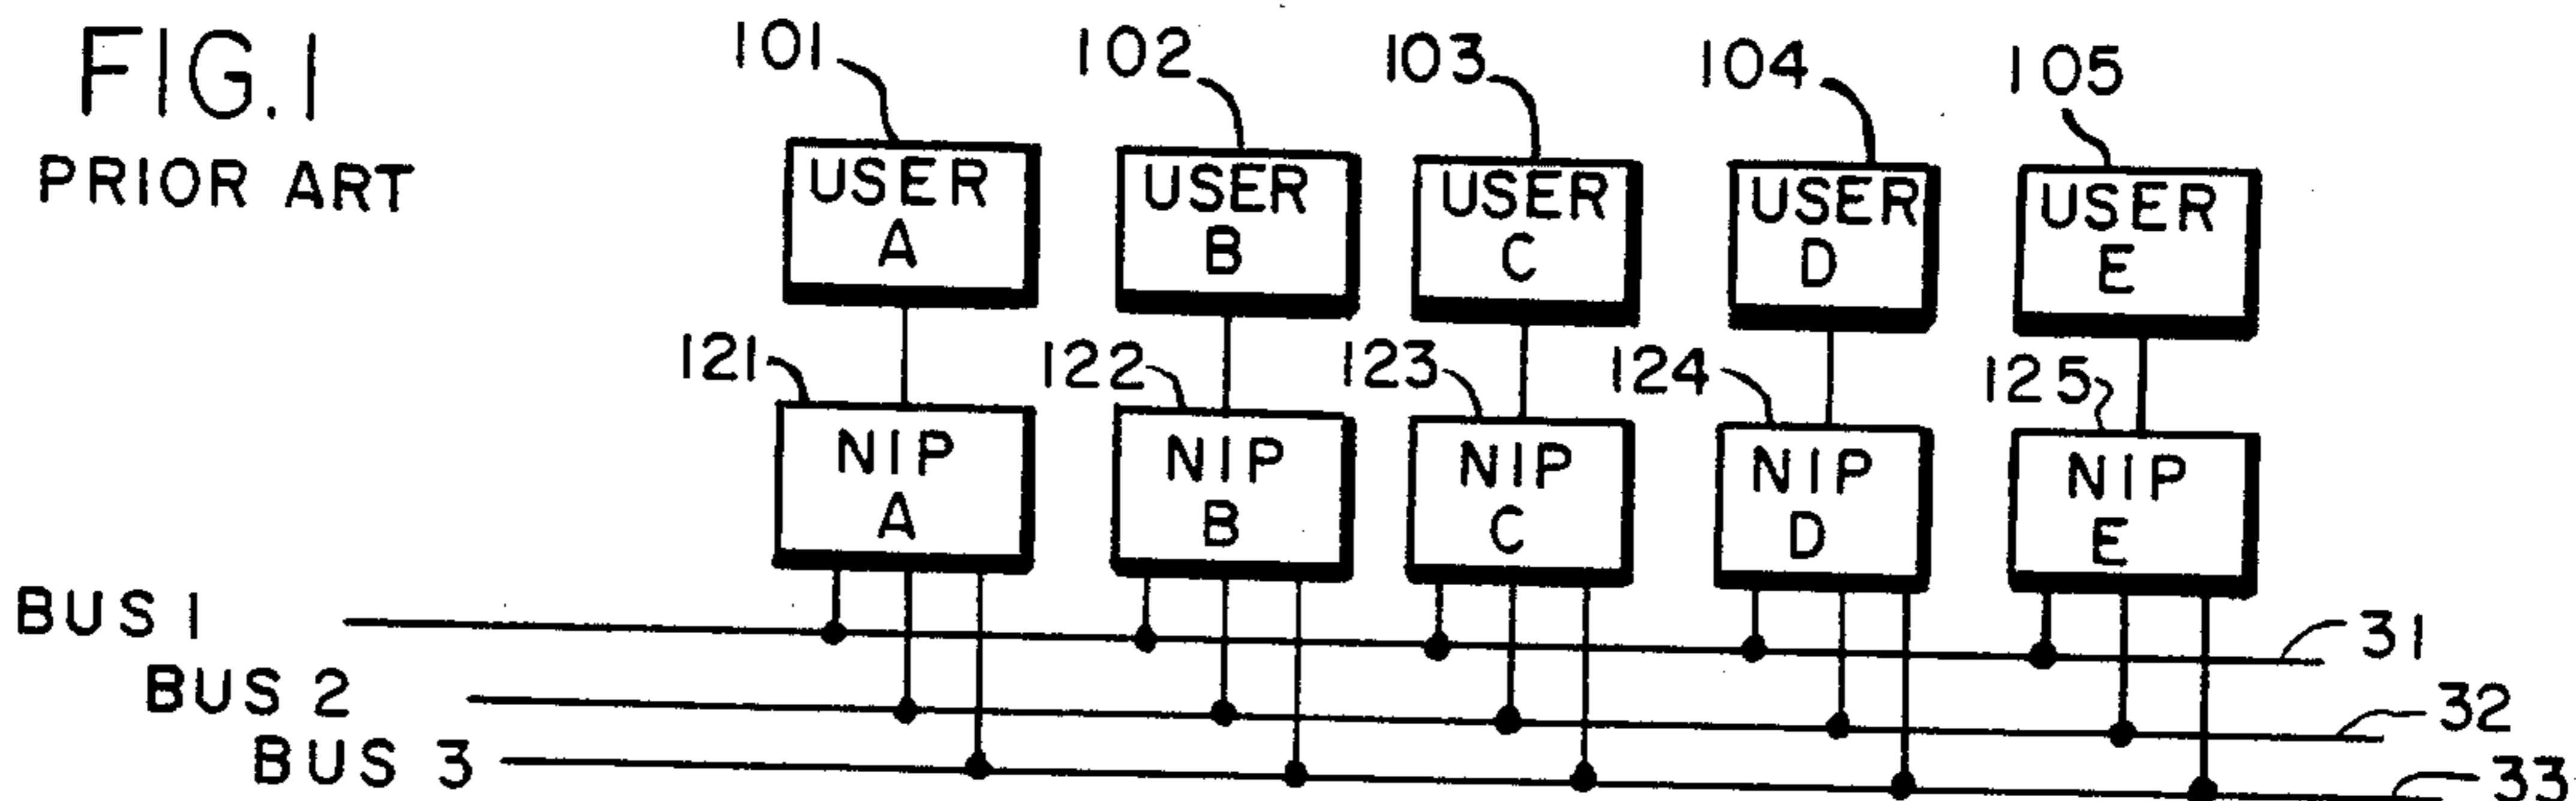 FIG. 1
PRIOR ART
101 102 103 104 105
USER A
USER B
USER C
USER D
USER E
121 122 123 124 125
NIP A
NIP B
NIP C
NIP D
NIP E
BUS 1
31
BUS 2
32
BUS 3
33